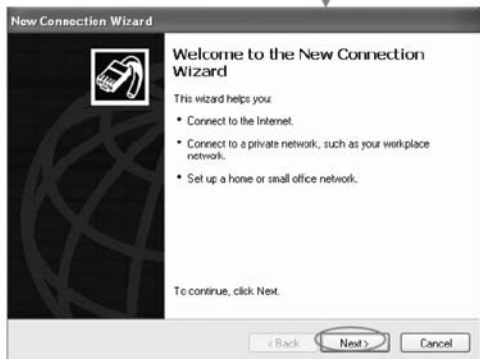 New Connection Wizard
Welcome to the New Connection
Wizard
This wizard helps you:
• Connect to the Internet.
• Connect to a private network, such as your workplace
network.
• Set up a home or small office network.
To continue, click Next.
< Back
Next >
Cancel